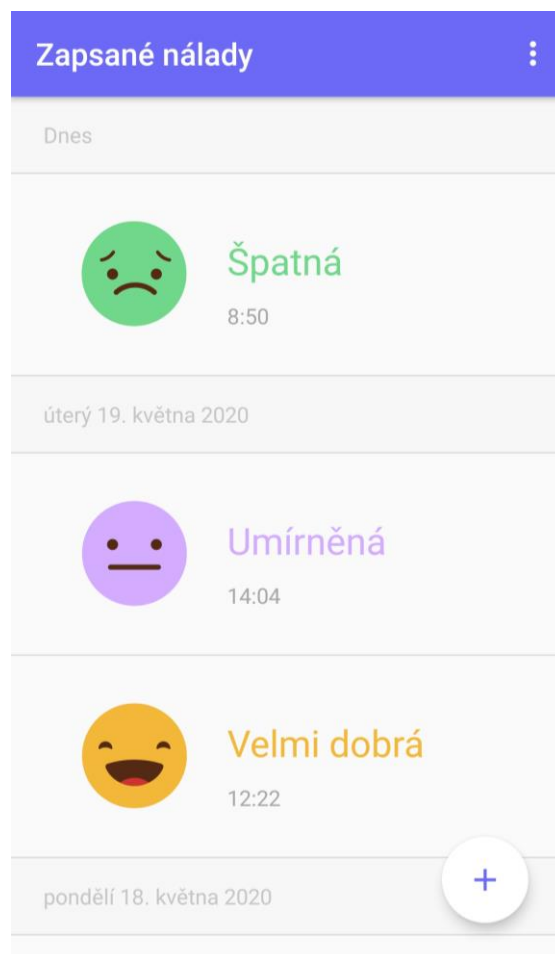 Zapsané nálady
Dnes
Špatná
8:50
úterý 19. května 2020
Umírněná
14:04
Velmi dobrá
12:22
pondělí 18. května 2020